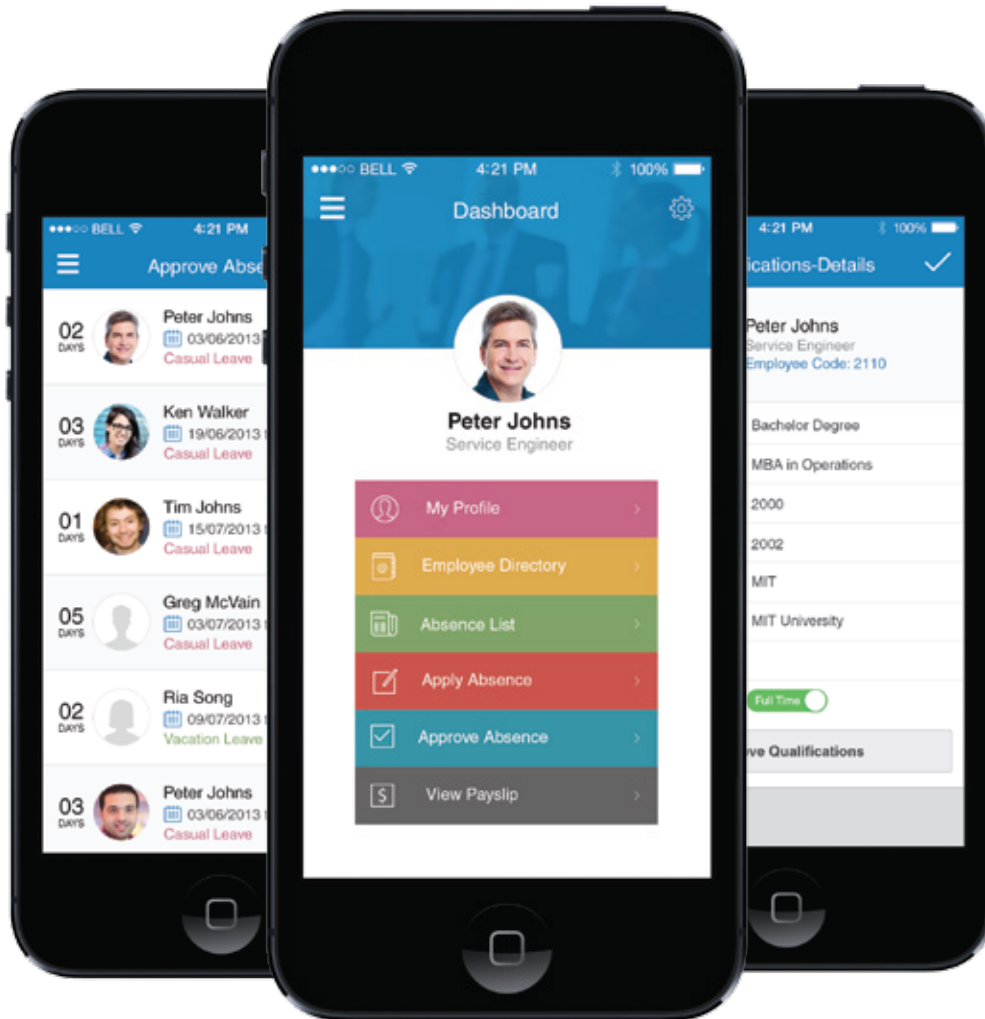 BELL 4:21 PM
Approve Abse
02 DAYS
Peter Johns
03/06/2013
Casual Leave
03 DAYS
Ken Walker
19/06/2013 t
Casual Leave
01 DAYS
Tim Johns
15/07/2013
Casual Leave
05 DAYS
Greg McVain
03/07/2013 t
Casual Leave
02 DAYS
Ria Song
09/07/2013 t
Vacation Leave
03 DAYS
Peter Johns
03/06/2013 t
Casual Leave
BELL 4:21 PM 100%
Dashboard
Peter Johns
Service Engineer
My Profile
Employee Directory
Absence List
Apply Absence
Approve Absence
$ View Payslip
4:21 PM 100%
ications-Details
Peter Johns
Service Engineer
Employee Code: 2110
Bachelor Degree
MBA in Operations
2000
2002
MIT
MIT University
Full Time
ve Qualifications